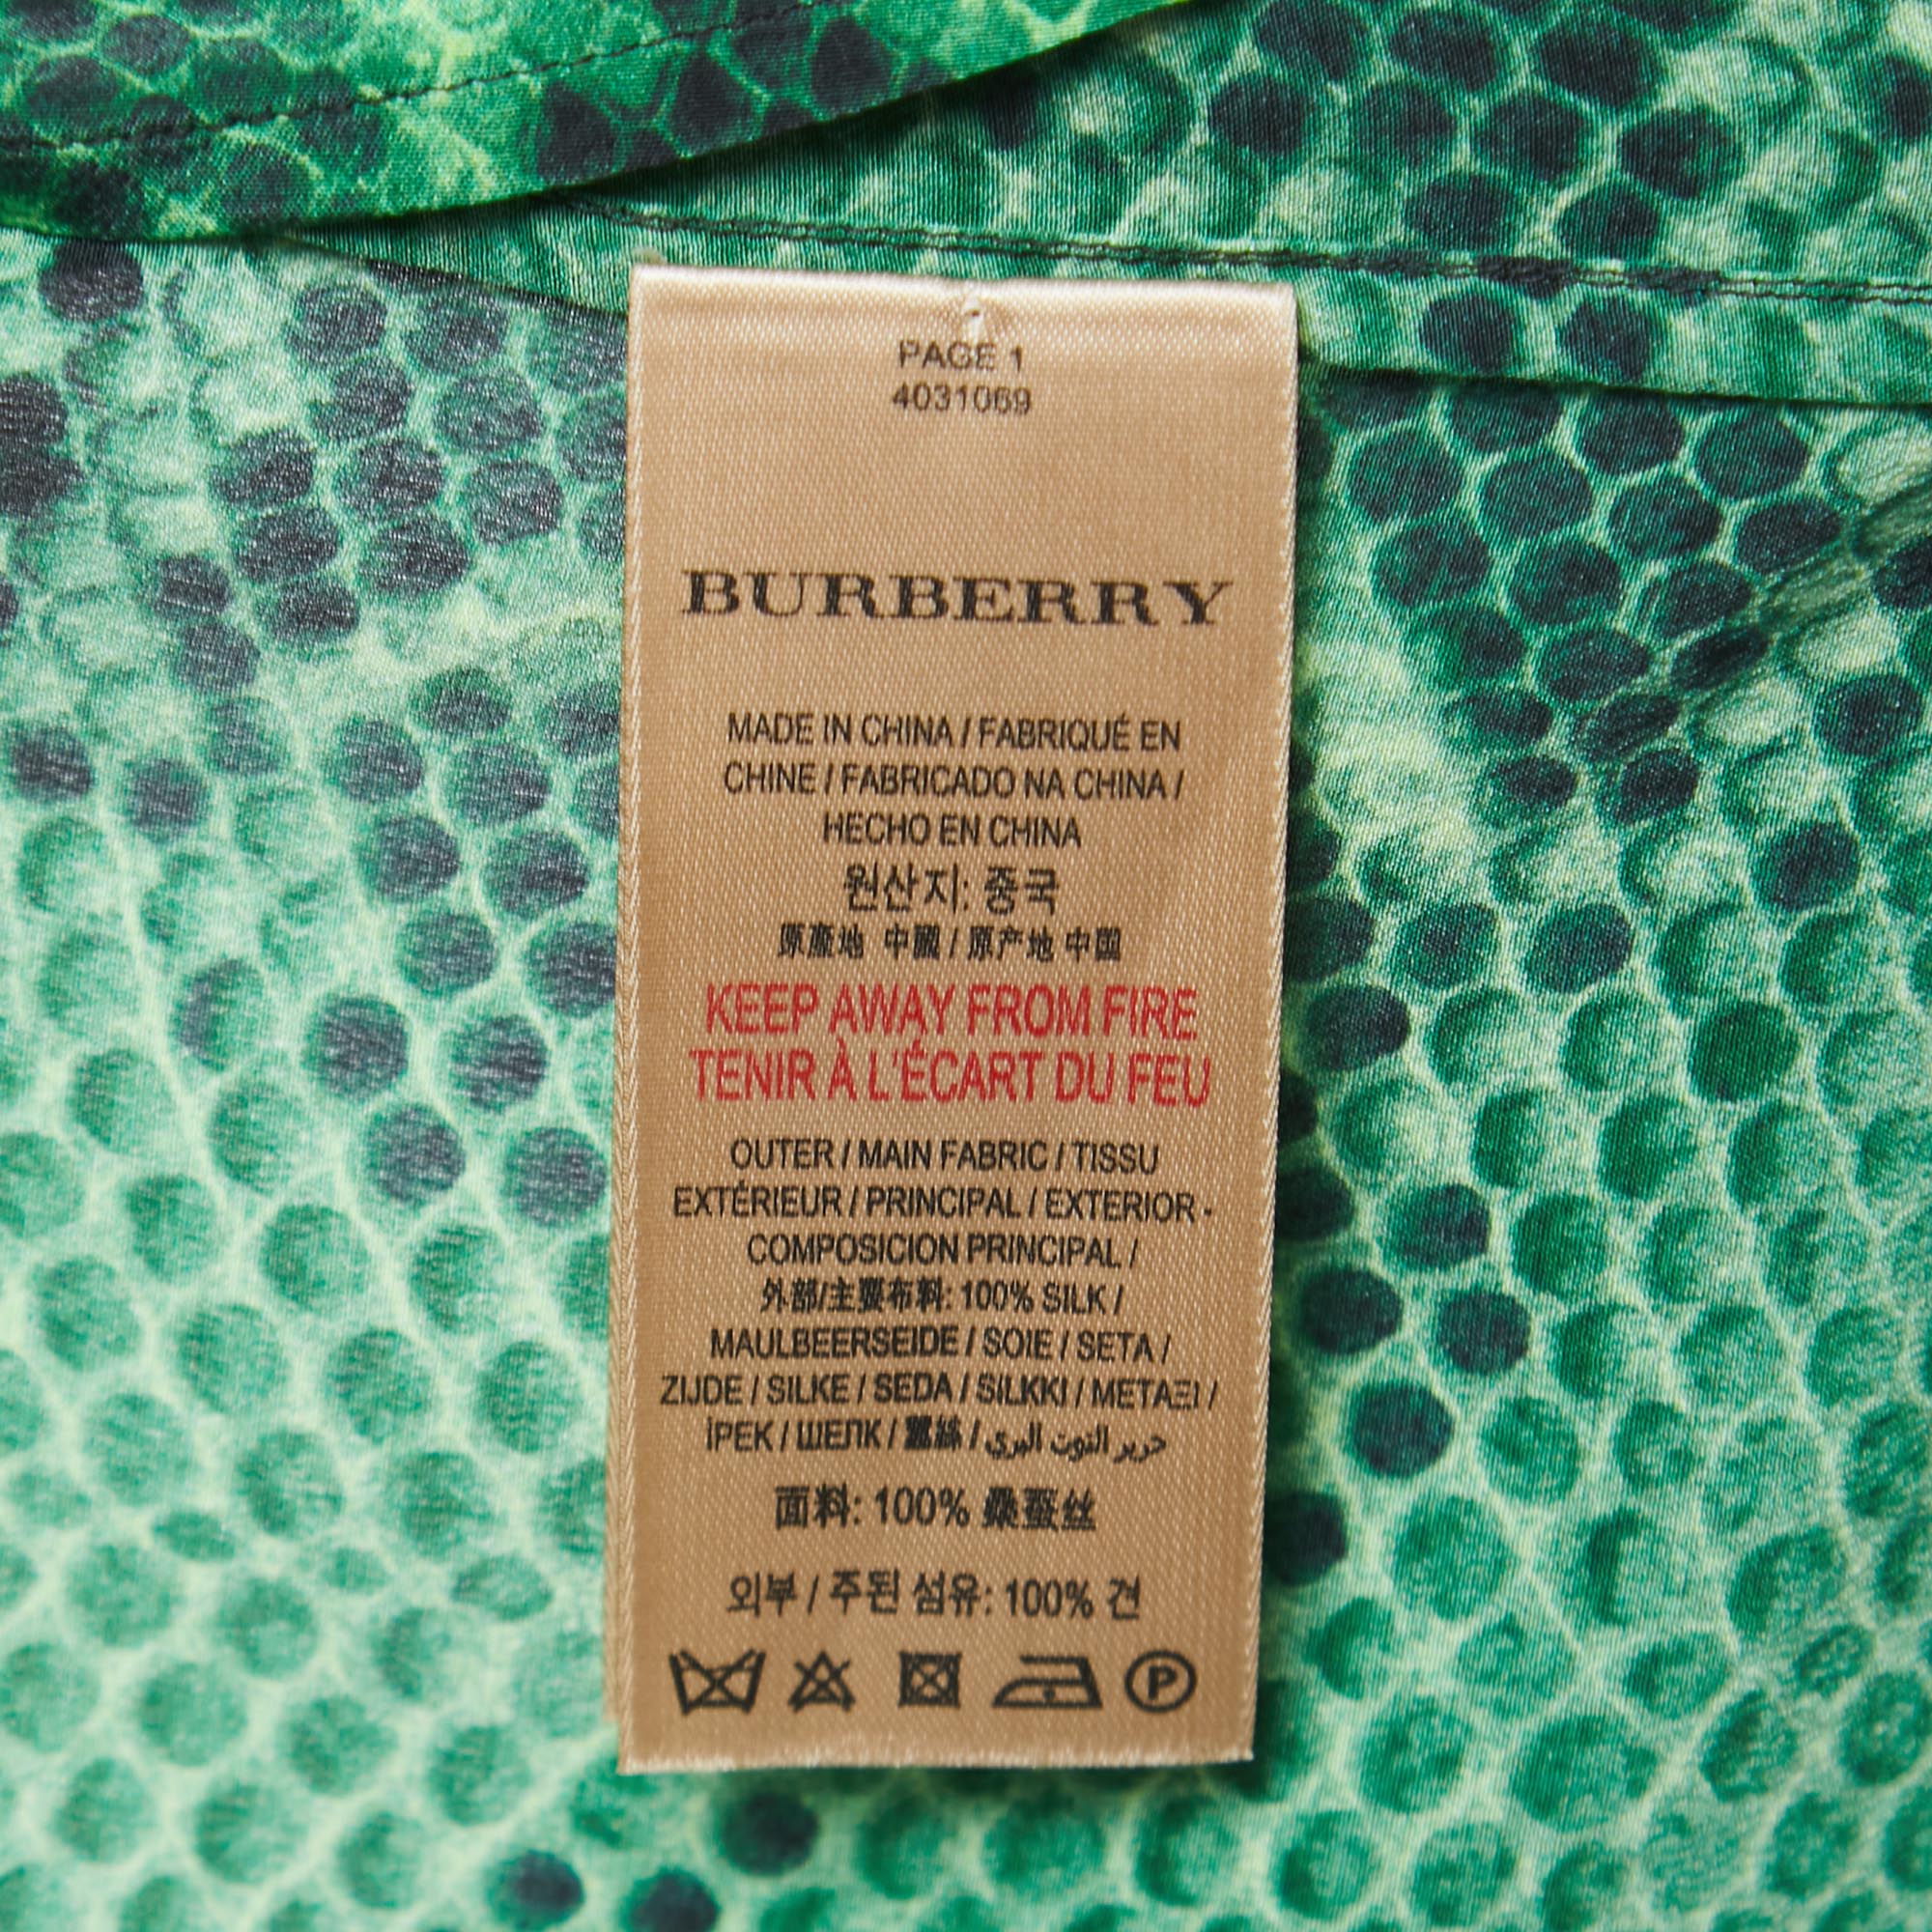 PAGE 1
4031069
BURBERRY
MADE IN CHINA / FABRIQUÉ EN
CHINE / FABRICADO NA CHINA /
HECHO EN CHINA
원산지: 중국
原產地 中國 / 原产地 中国
KEEP AWAY FROM FIRE
TENIR À L'ÉCART DU FEU
OUTER / MAIN FABRIC / TISSU
EXTÉRIEUR / PRINCIPAL / EXTERIOR -
COMPOSICION PRINCIPAL /
外部/主要布料: 100% SILK /
MAULBEERSEIDE / SOIE / SETA /
ZIJDE / SILKE / SEDA / SILKKI / ΜΕΤΑΞΙ /
İPEK / ШЕЛК / 蠶絲 / حرير التوت البري
面料: 100% 桑蚕丝
외부 / 주된 섬유: 100% 견
P